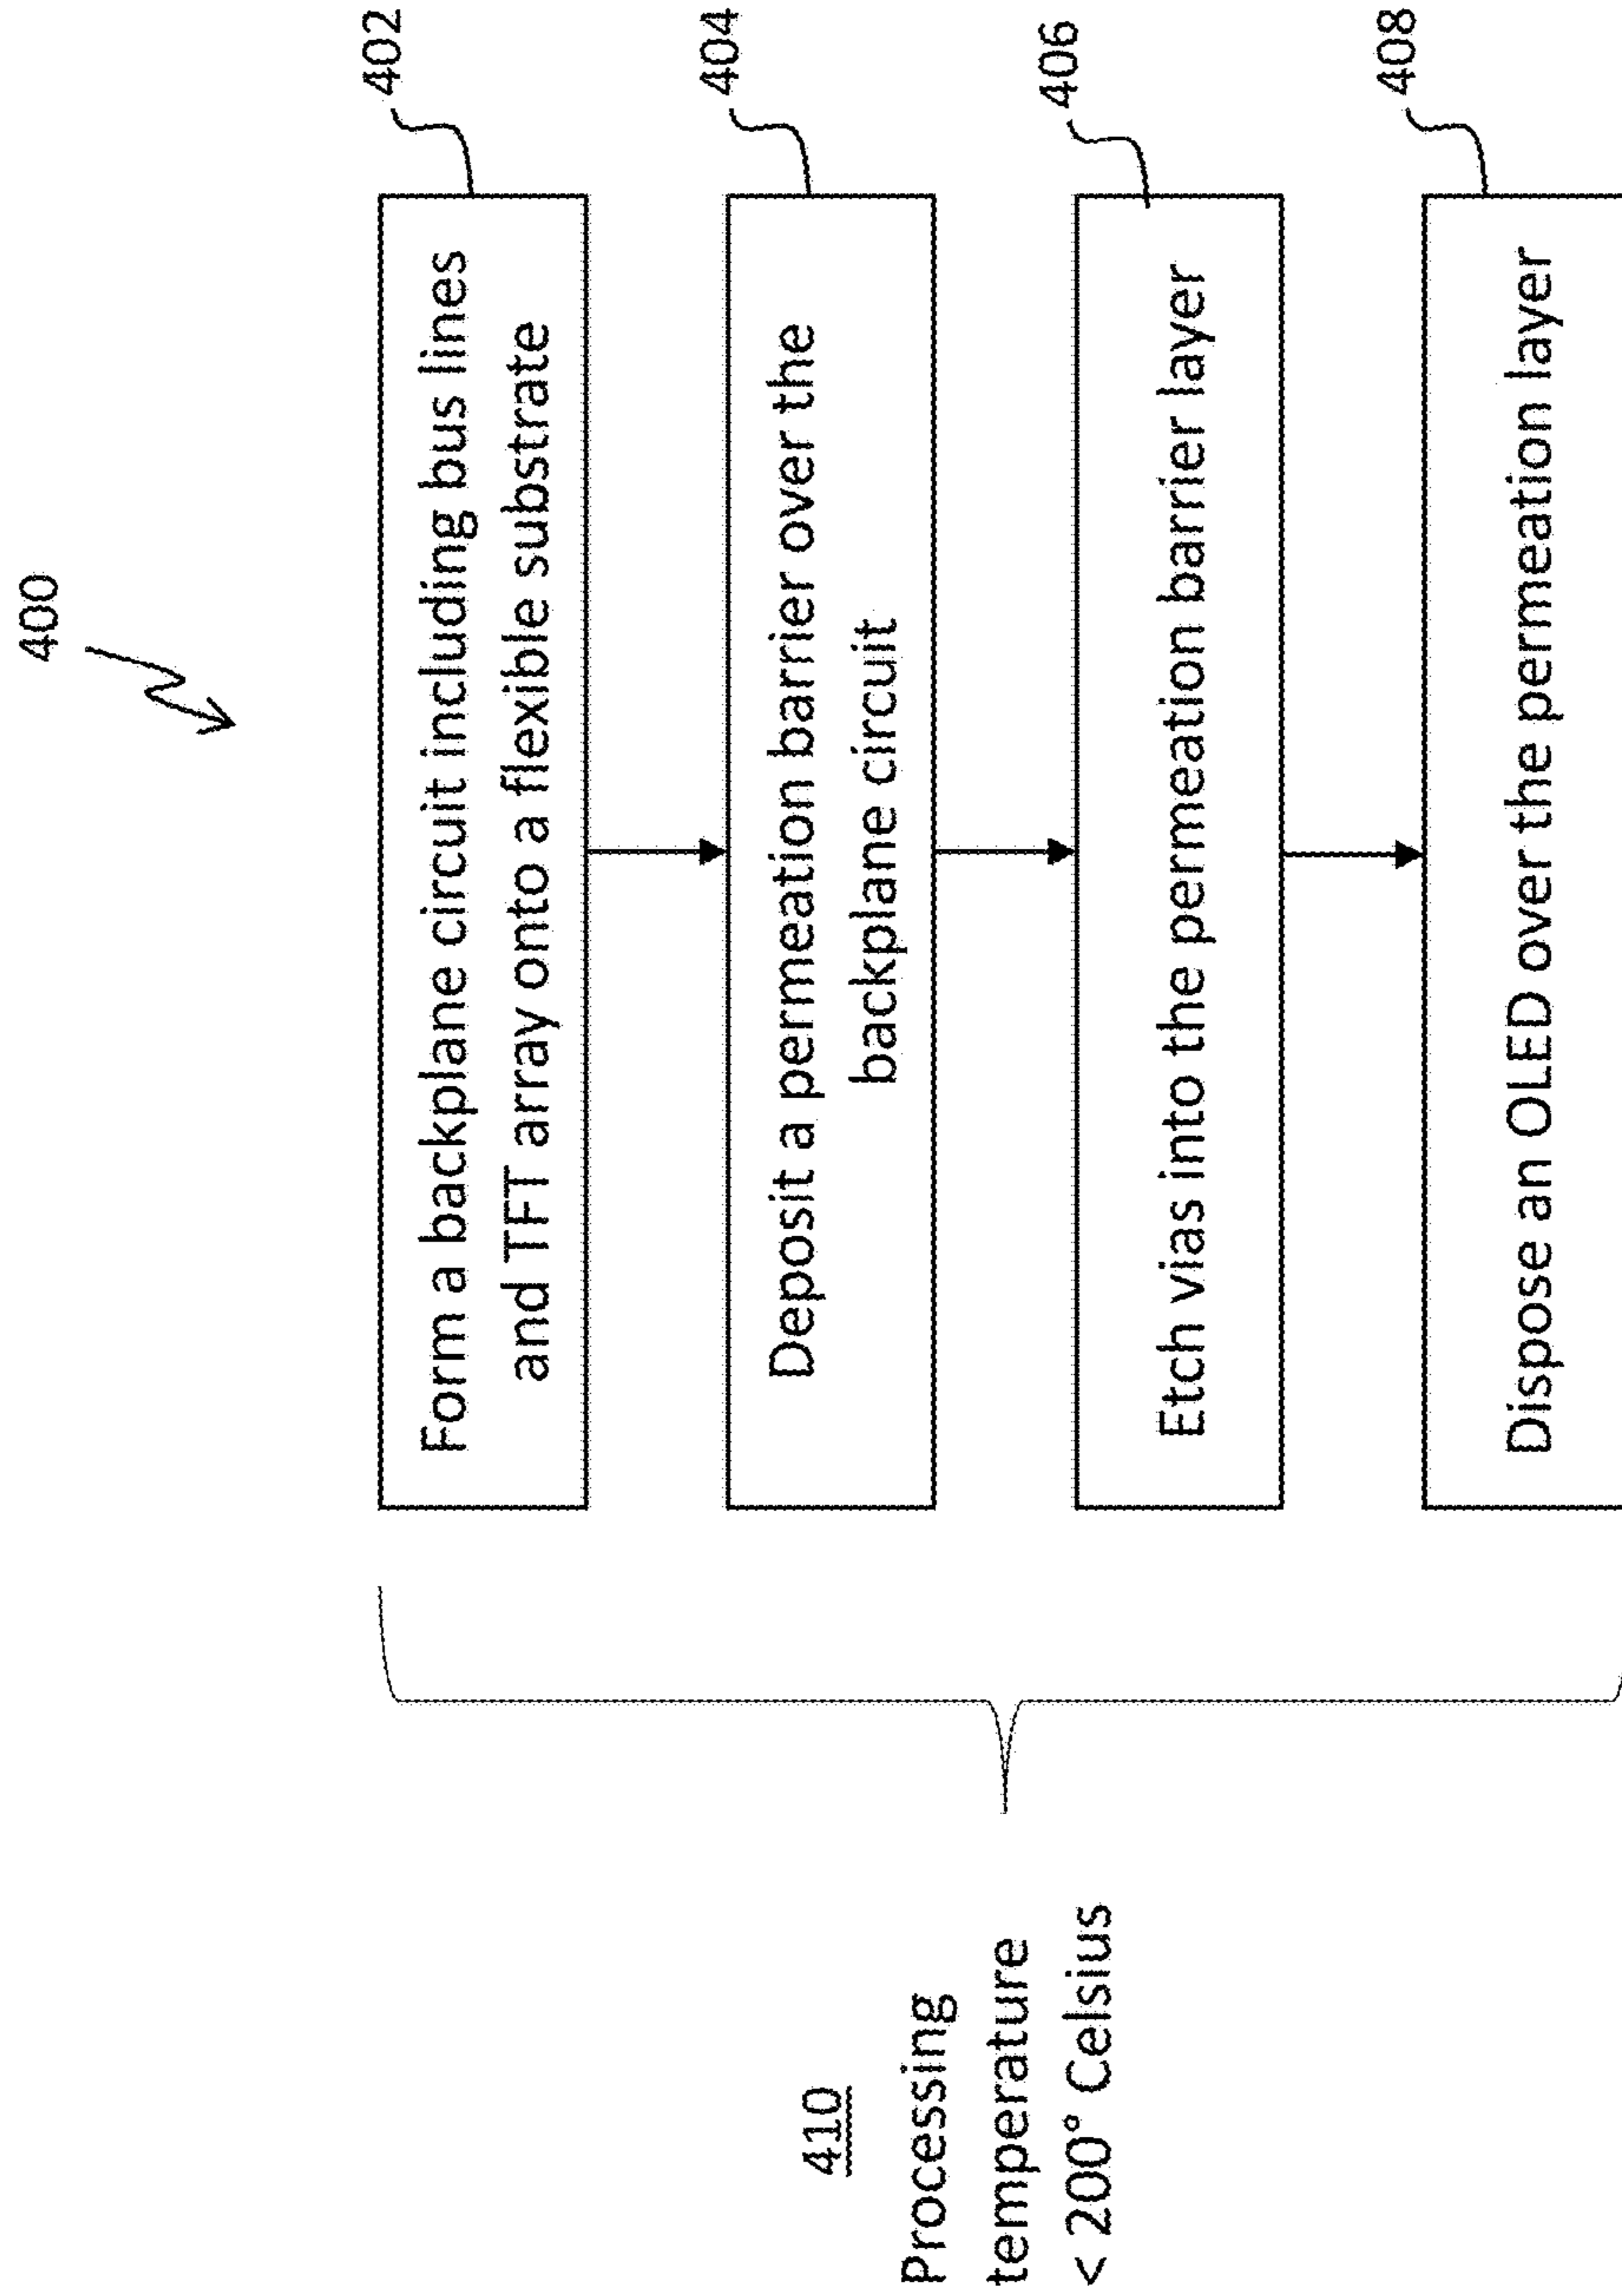 400
Form a backplane circuit including bus lines
and TFT array onto a flexible substrate
402
Deposit a permeation barrier over the
backplane circuit
404
Etch vias into the permeation barrier layer
406
Dispose an OLED over the permeation layer
408
410
Processing
temperature
< 200° Celsius